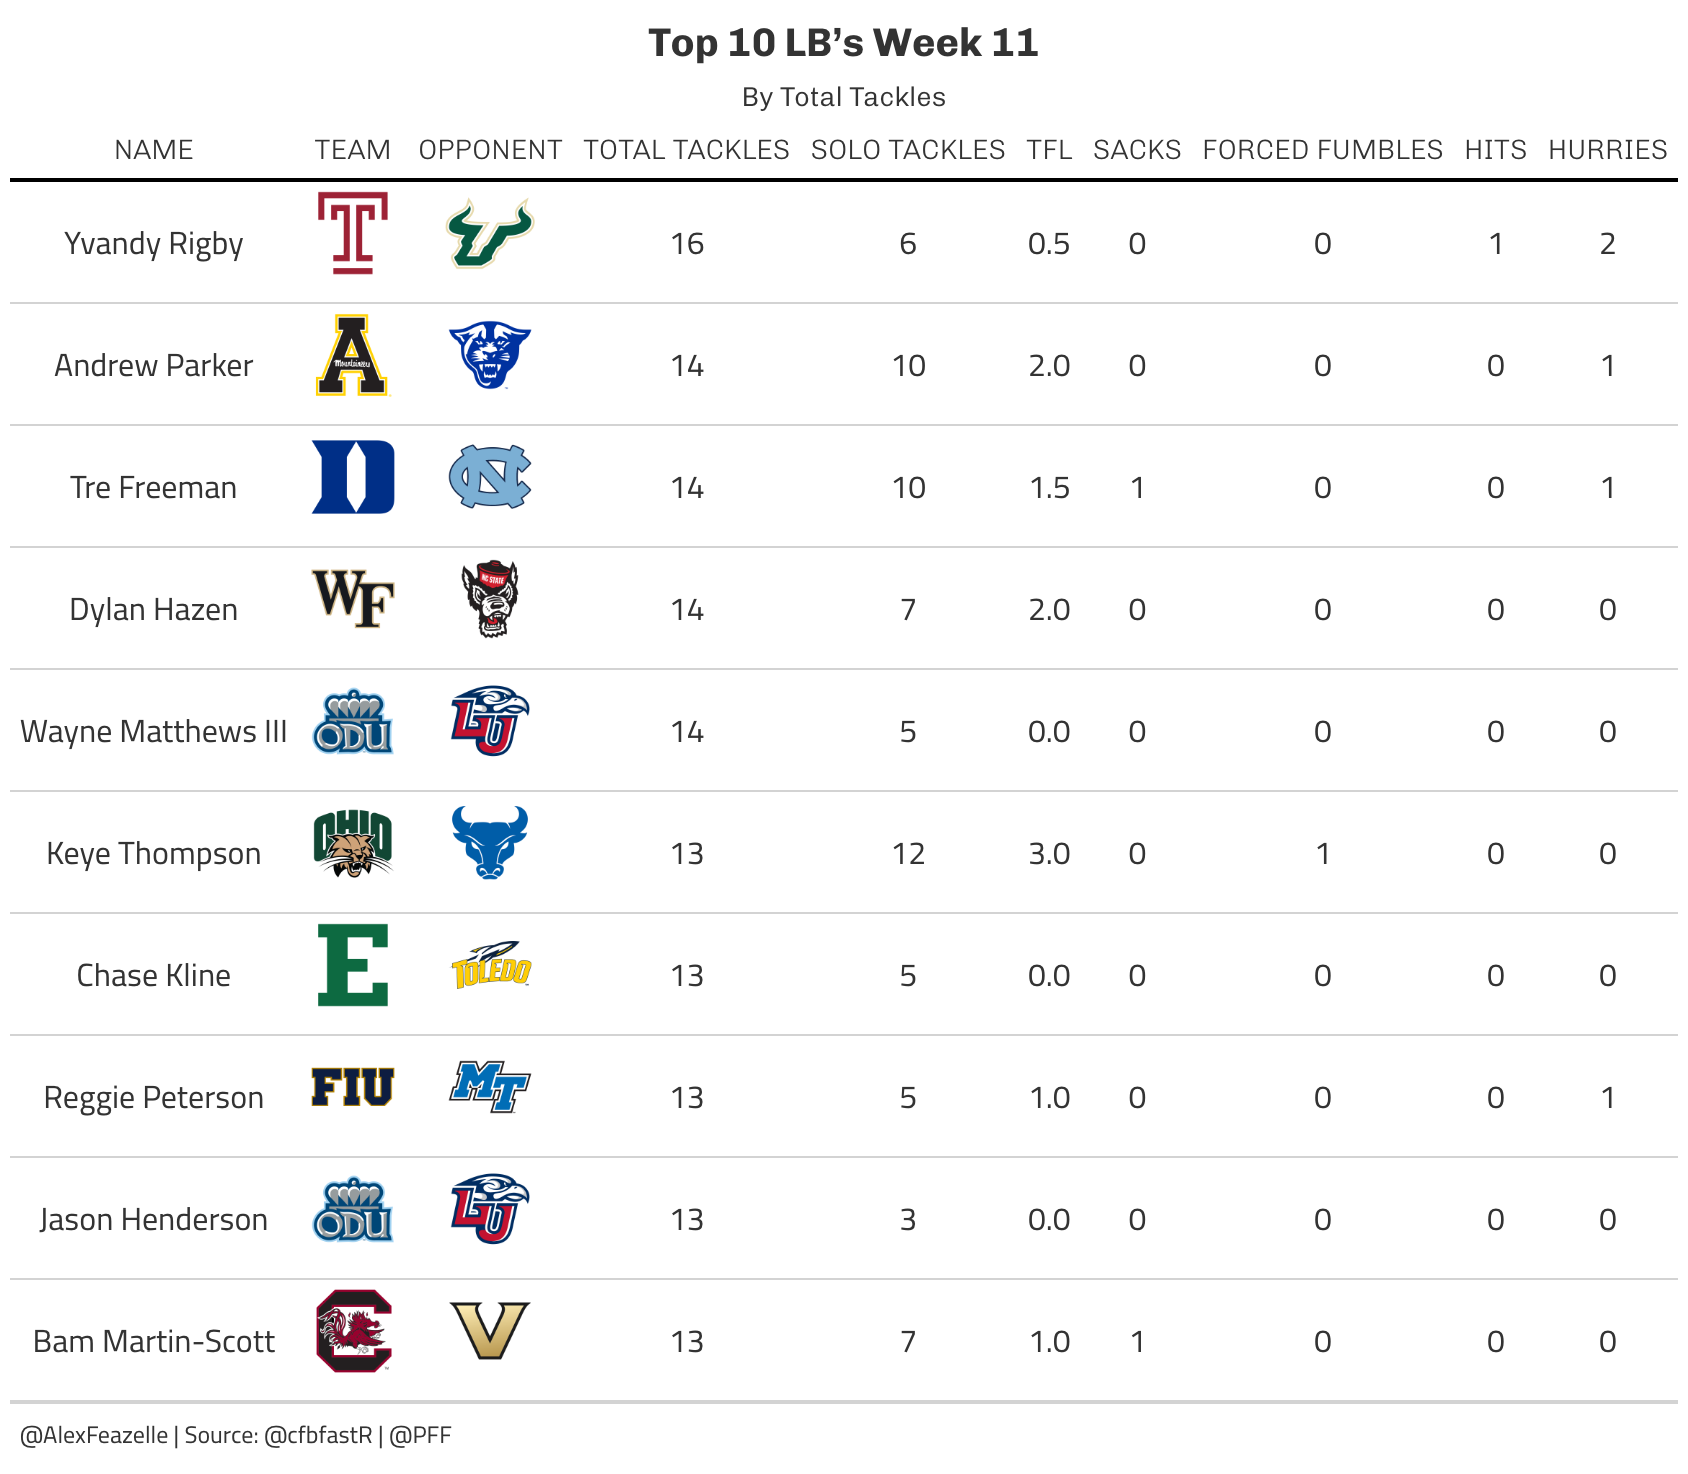 Top 10 LB’s Week 11
By Total Tackles
NAME TEAM OPPONENT TOTAL TACKLES SOLO TACKLES TFL SACKS FORCED FUMBLES HITS HURRIES
Yvandy Rigby T 16 6 0.5 0 0 1 2
Andrew Parker A Mountaineers 14 10 2.0 0 0 0 1
Tre Freeman D NC 14 10 1.5 1 0 0 1
Dylan Hazen WF NC STATE 14 7 2.0 0 0 0 0
Wayne Matthews III ODU LU 14 5 0.0 0 0 0 0
Keye Thompson OHIO 13 12 3.0 0 1 0 0
Chase Kline E TOLEDO 13 5 0.0 0 0 0 0
Reggie Peterson FIU MT 13 5 1.0 0 0 0 1
Jason Henderson ODU LU 13 3 0.0 0 0 0 0
Bam Martin-Scott C V 13 7 1.0 1 0 0 0
@AlexFeazelle | Source: @cfbfastR | @PFF